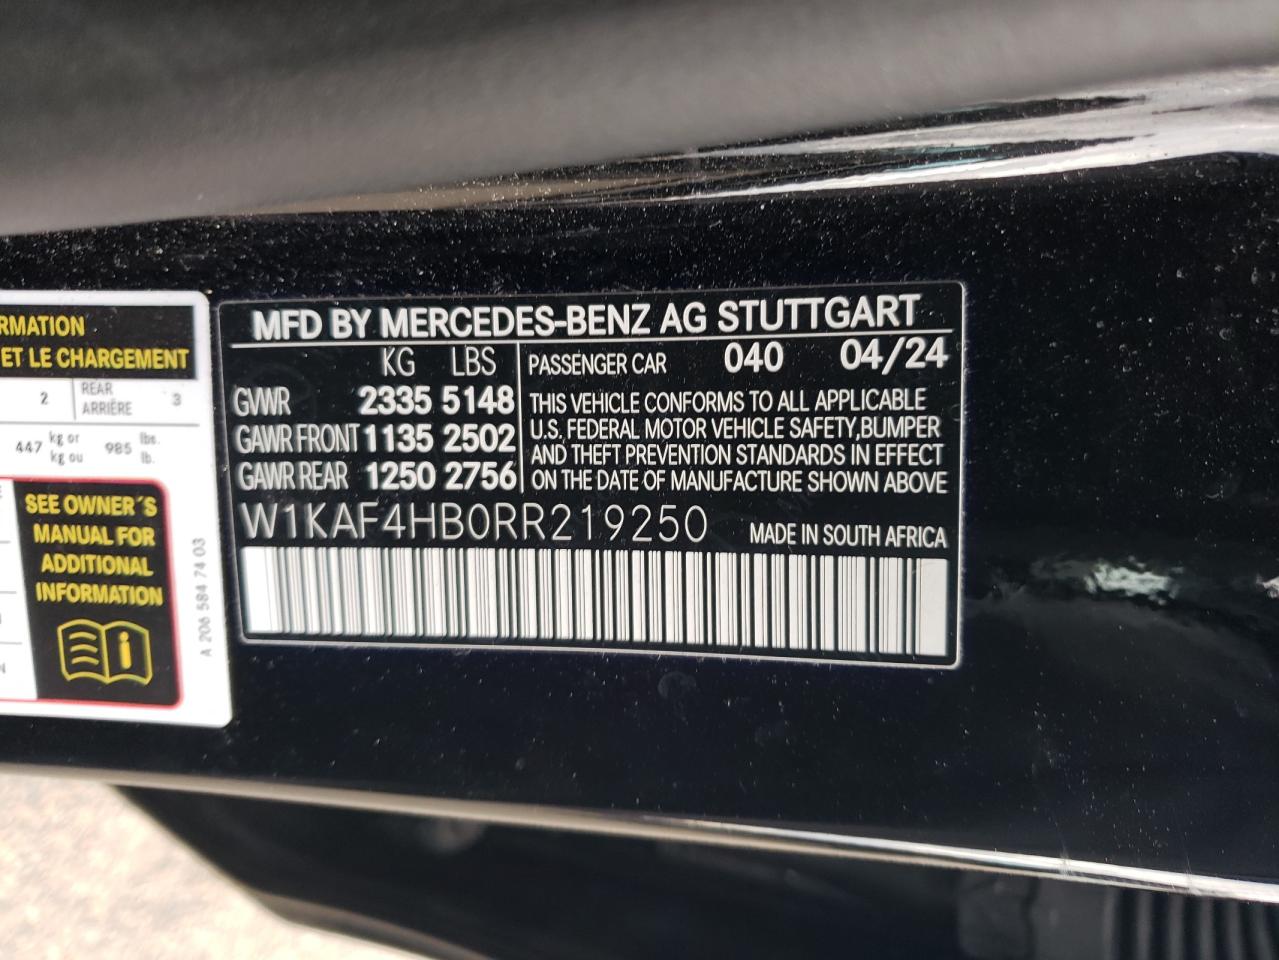 RMATION
ET LE CHARGEMENT
2 REAR 3
ARRIÈRE
447 kg or 985 lbs.
kg ou lb.
SEE OWNER´S
MANUAL FOR
ADDITIONAL
INFORMATION
A 206 584 74 03
MFD BY MERCEDES-BENZ AG STUTTGART
KG LBS PASSENGER CAR 040 04/24
GVWR 2335 5148
GAWR FRONT 1135 2502
GAWR REAR 1250 2756
THIS VEHICLE CONFORMS TO ALL APPLICABLE
U.S. FEDERAL MOTOR VEHICLE SAFETY,BUMPER
AND THEFT PREVENTION STANDARDS IN EFFECT
ON THE DATE OF MANUFACTURE SHOWN ABOVE
W1KAF4HB0RR219250 MADE IN SOUTH AFRICA